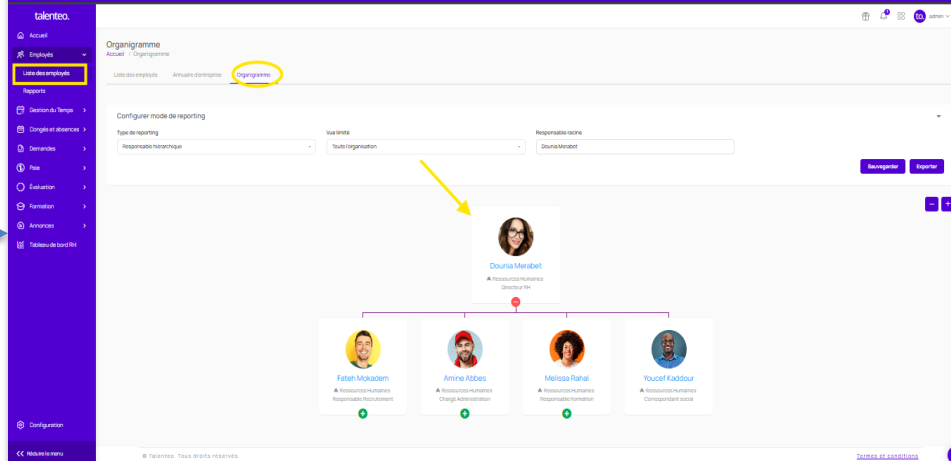 talenteo.
to. admin
Accueil
Employés
Liste des employés
Rapports
Gestion du Temps
Congés et absences
Demandes
Paie
Évaluation
Formation
Annonces
Tableau de bord RH
Configuration
Réduire le menu
Organigramme
Accueil / Organigramme
Liste des employés Annuaire d'entreprise Organigramme
Configurer mode de reporting
Type de reporting Vue limité Responsable racine
Responsable hiérarchique Toute l'organisation Dounia Merabet
Sauvegarder Exporter
Dounia Merabet
Ressources Humaines
Directeur RH
Fateh Mokadem Amine Abbes Melissa Rahal Youcef Kaddour
Ressources Humaines Ressources Humaines Ressources Humaines Ressources Humaines
Responsable Recrutement Chargé Administration Responsable Formation Correspondant social
© Talenteo. Tous droits réservés. Termes et conditions